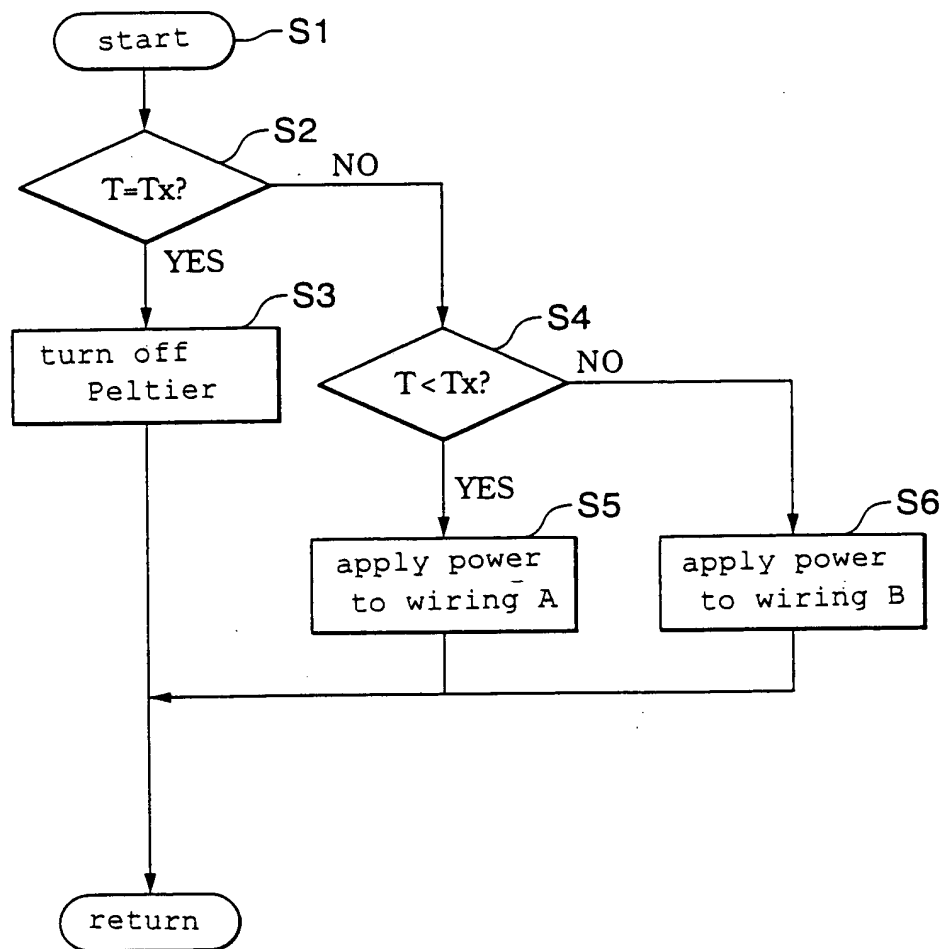 start
S1
S2
T=Tx?
NO
YES
S3
turn off
Peltier
S4
T<Tx?
NO
YES
S5
apply power
to wiring A
S6
apply power
to wiring B
return